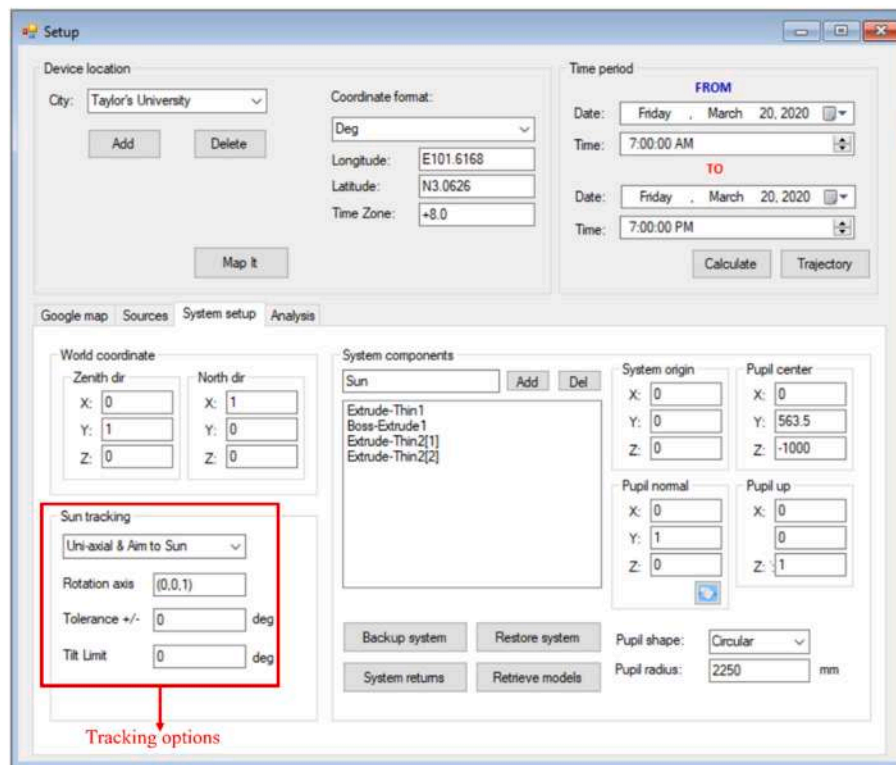 Setup
Device location
City: Taylor's University
Add Delete
Map It
Coordinate format:
Deg
Longitude: E101.6168
Latitude: N3.0626
Time Zone: +8.0
Time period
FROM
Date: Friday , March 20, 2020
Time: 7:00:00 AM
TO
Date: Friday , March 20, 2020
Time: 7:00:00 PM
Calculate Trajectory
Google map Sources System setup Analysis
World coordinate
Zenith dir
X: 0
Y: 1
Z: 0
North dir
X: 1
Y: 0
Z: 0
Sun tracking
Uni-axial & Aim to Sun
Rotation axis (0,0,1)
Tolerance +/- 0 deg
Tilt Limit 0 deg
Tracking options
System components
Sun Add Del
Extrude-Thin1
Boss-Extrude1
Extrude-Thin2[1]
Extrude-Thin2[2]
Backup system Restore system
System returns Retrieve models
System origin
X: 0
Y: 0
Z: 0
Pupil center
X: 0
Y: 563.5
Z: -1000
Pupil normal
X: 0
Y: 1
Z: 0
Pupil up
X: 0
0
Z: 1
Pupil shape: Circular
Pupil radius: 2250 mm